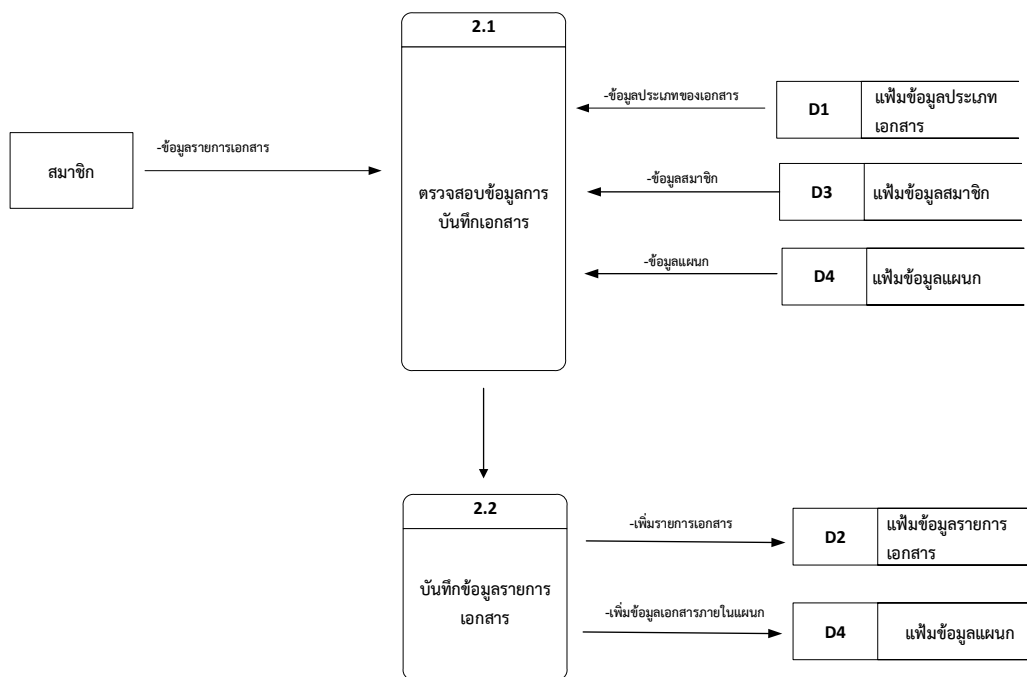 2.1
ตรวจสอบข้อมูลการ
บันทึกเอกสาร
สมาชิก
-ข้อมูลรายการเอกสาร
-ข้อมูลประเภทของเอกสาร
D1
แฟ้มข้อมูลประเภท
เอกสาร
-ข้อมูลสมาชิก
D3
แฟ้มข้อมูลสมาชิก
-ข้อมูลแผนก
D4
แฟ้มข้อมูลแผนก
2.2
บันทึกข้อมูลรายการ
เอกสาร
-เพิ่มรายการเอกสาร
D2
แฟ้มข้อมูลรายการ
เอกสาร
-เพิ่มข้อมูลเอกสารภายในแผนก
D4
แฟ้มข้อมูลแผนก